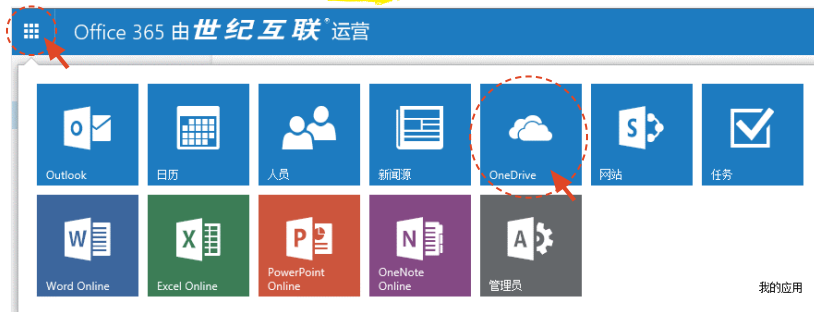 Office 365 由世纪互联运营
Outlook
日历
人员
新闻源
OneDrive
网站
任务
Word Online
Excel Online
PowerPoint
Online
OneNote
Online
管理员
我的应用